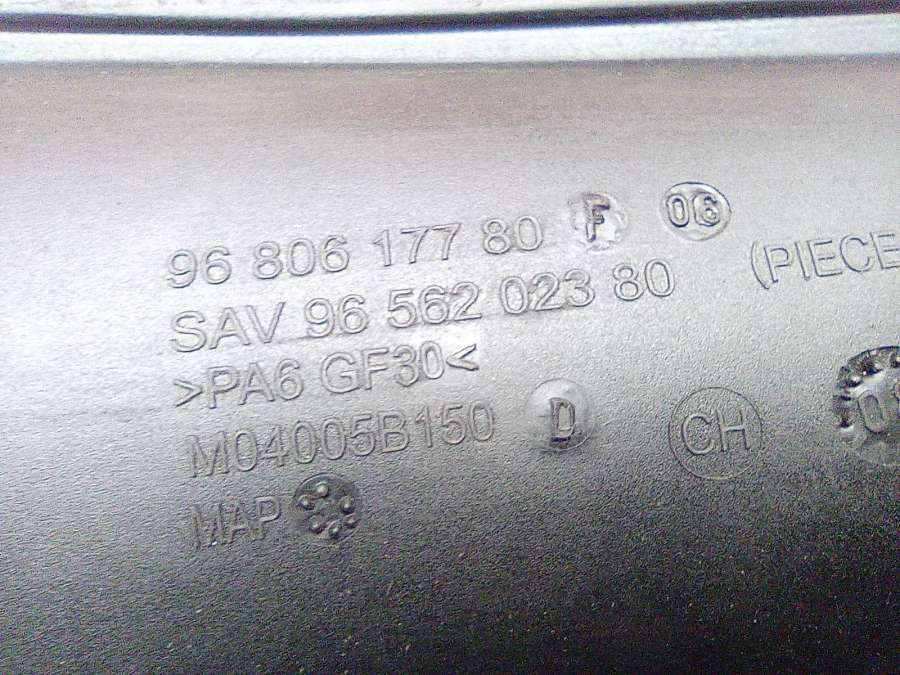 96 806 177 80 F 06
SAV 96 562 023 80 (PIECE
>PA6 GF30<
M04005B150 D CH
MAP